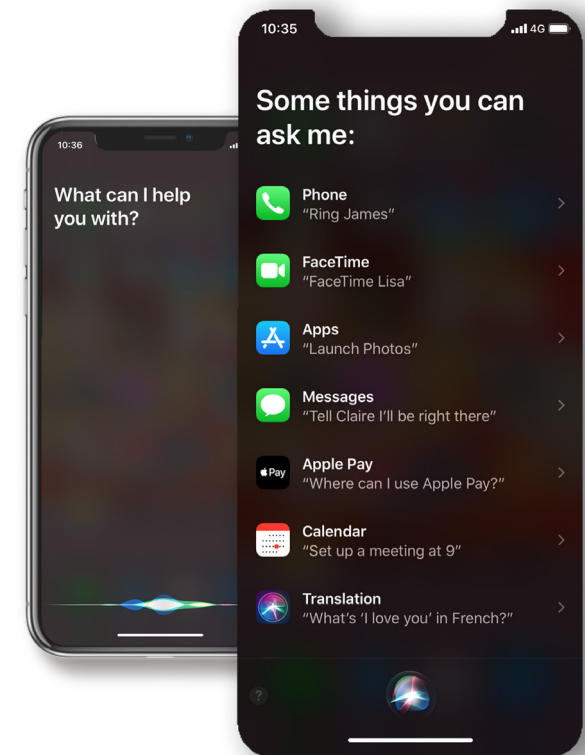 10:36
What can I help
you with?
10:35
4G
Some things you can
ask me:
Phone
“Ring James”
FaceTime
“FaceTime Lisa”
Apps
“Launch Photos”
Messages
“Tell Claire I’ll be right there”
Pay
Apple Pay
“Where can I use Apple Pay?”
Calendar
“Set up a meeting at 9”
Translation
“What’s ‘I love you’ in French?”
?